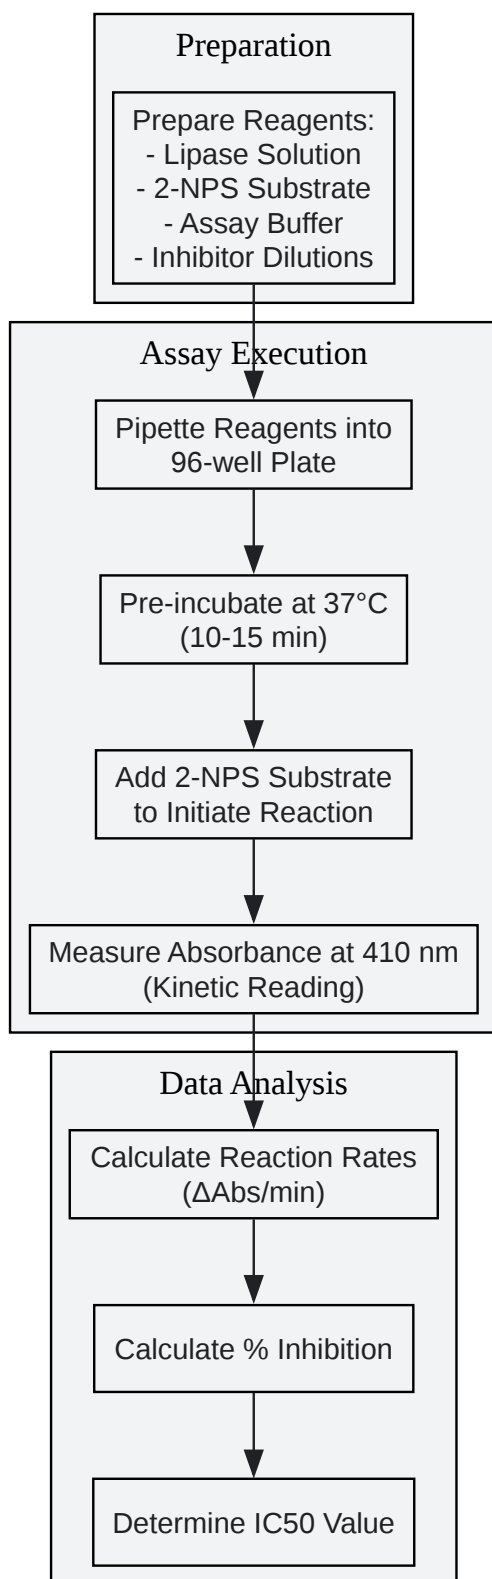 Preparation
Prepare Reagents:
- Lipase Solution
- 2-NPS Substrate
- Assay Buffer
- Inhibitor Dilutions
Assay Execution
Pipette Reagents into
96-well Plate
Pre-incubate at 37°C
(10-15 min)
Add 2-NPS Substrate
to Initiate Reaction
Measure Absorbance at 410 nm
(Kinetic Reading)
Data Analysis
Calculate Reaction Rates
(ΔAbs/min)
Calculate % Inhibition
Determine IC50 Value